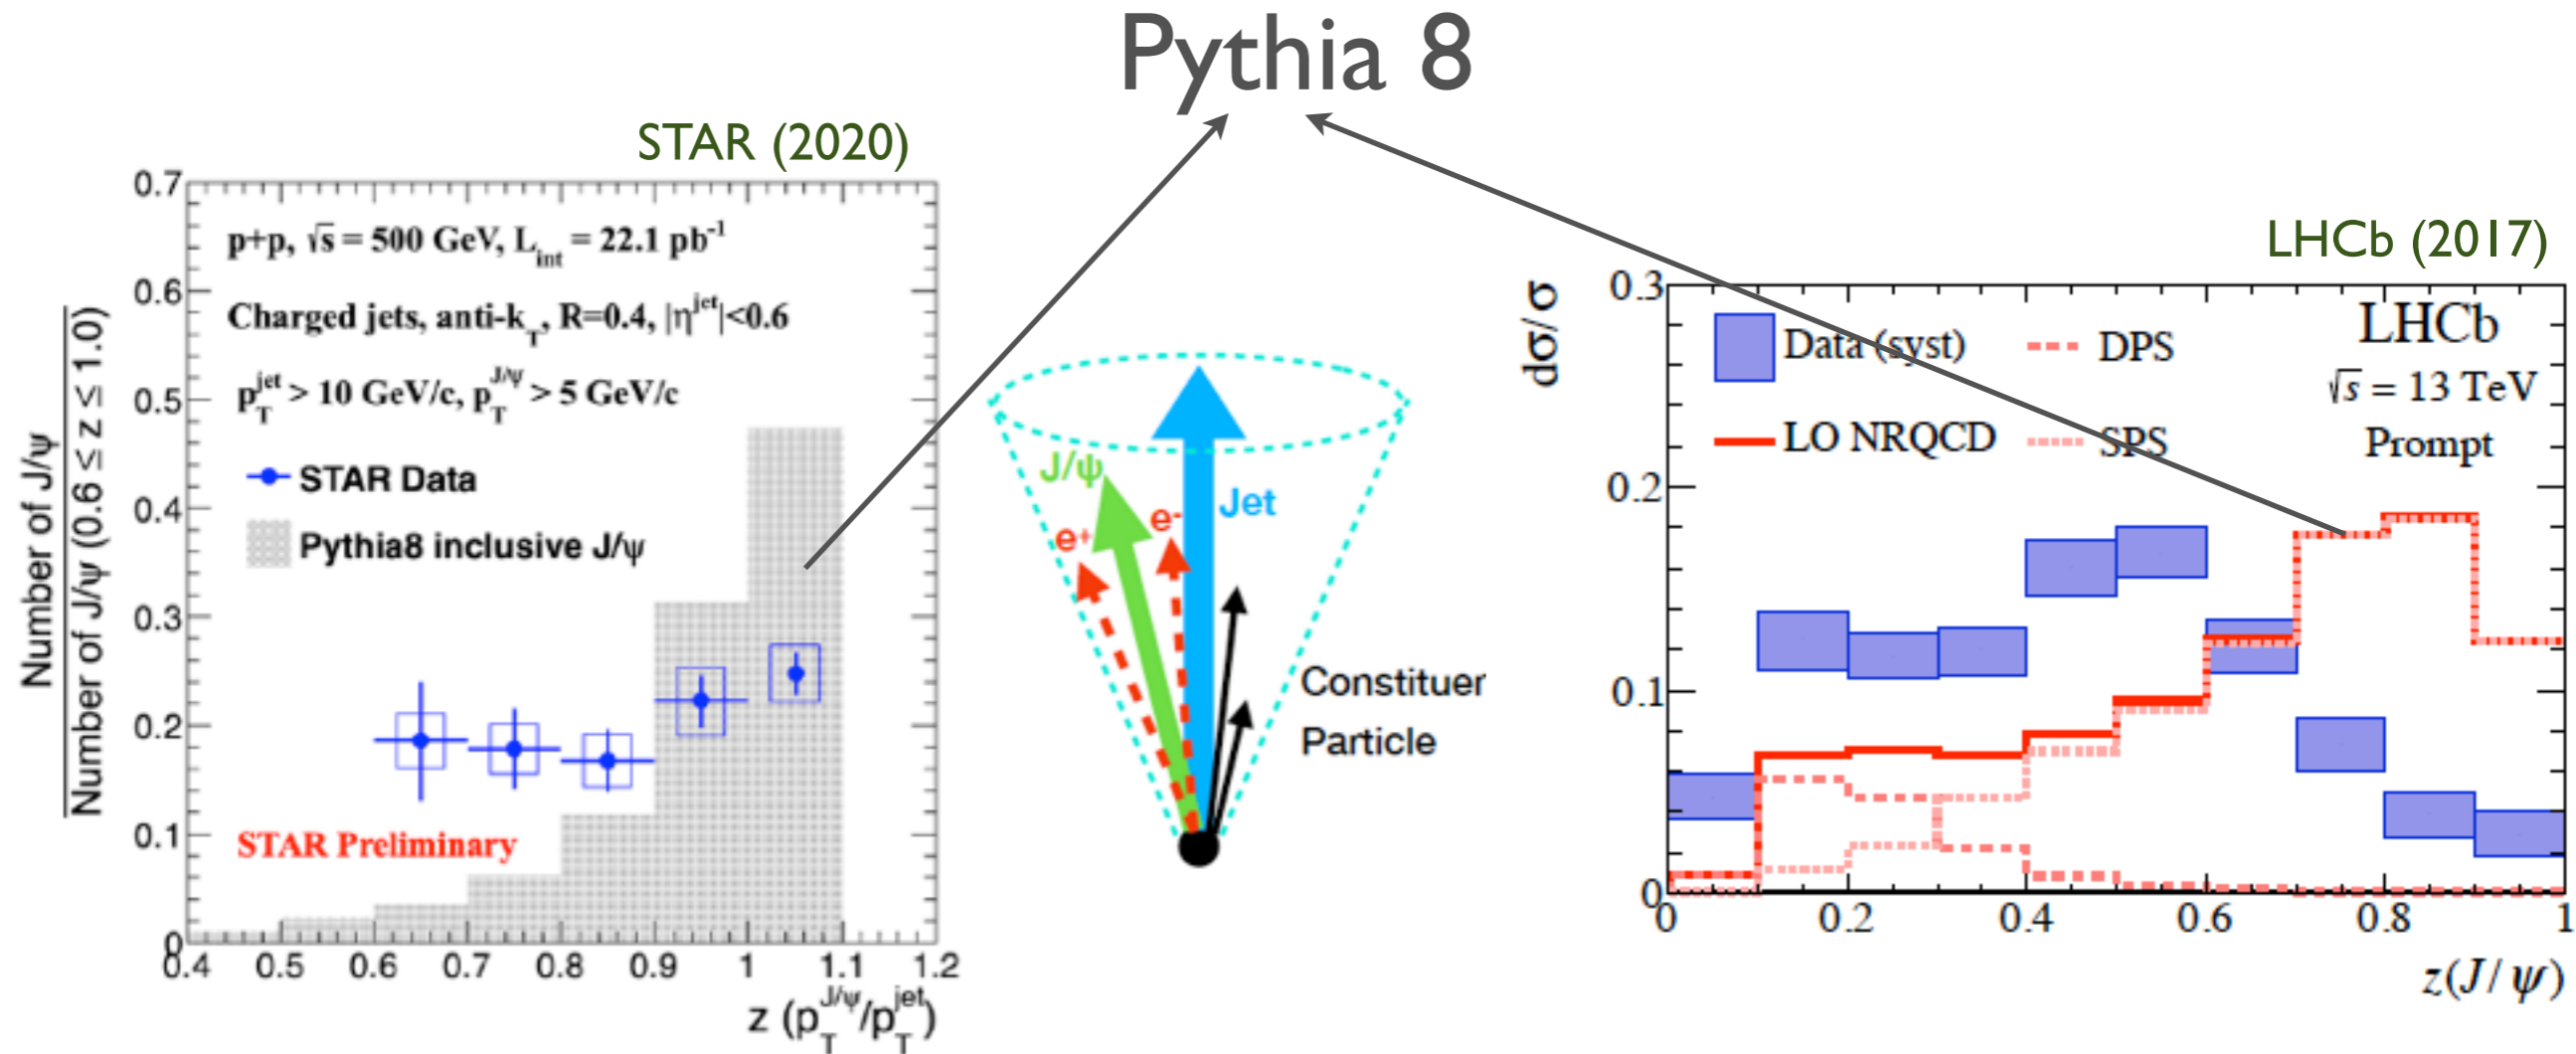 Pythia 8
STAR (2020)
0.7
0.6
0.5
0.4
0.3
0.2
0.1
0
Number of J/ψ
Number of J/ψ (0.6 ≤ z ≤ 1.0)
p+p, √s = 500 GeV, L_int = 22.1 pb⁻¹
Charged jets, anti-k_T, R=0.4, |η^jet|<0.6
p_T^jet > 10 GeV/c, p_T^J/ψ > 5 GeV/c
STAR Data
Pythia8 inclusive J/ψ
STAR Preliminary
0.4 0.5 0.6 0.7 0.8 0.9 1 1.1 1.2
z (p_T^J/ψ/p_T^jet)
J/ψ
e+
e-
Jet
Constituer
Particle
LHCb (2017)
dσ/σ
0.3
0.2
0.1
0
Data (syst)
DPS
LO NRQCD
SPS
LHCb
√s = 13 TeV
Prompt
0 0.2 0.4 0.6 0.8 1
z(J/ψ)